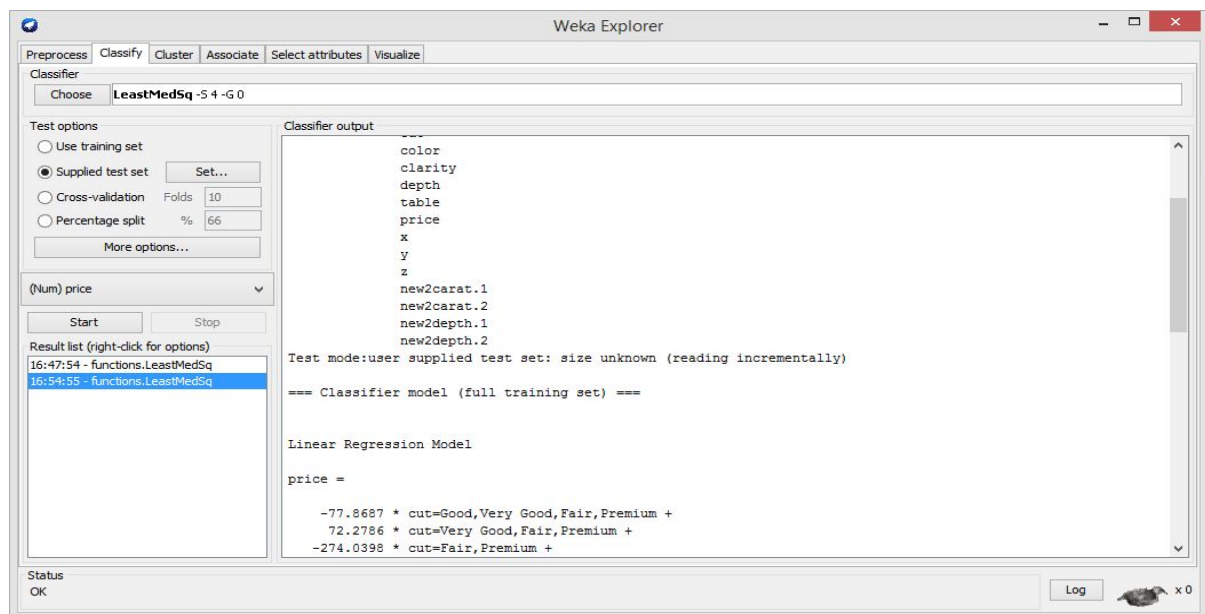 Weka Explorer
Preprocess Classify Cluster Associate Select attributes Visualize
Classifier
Choose LeastMedSq -S 4 -G 0
Test options
Use training set
Supplied test set Set...
Cross-validation Folds 10
Percentage split % 66
More options...
(Num) price
Start Stop
Result list (right-click for options)
16:47:54 - functions.LeastMedSq
16:54:55 - functions.LeastMedSq
Classifier output
color
clarity
depth
table
price
x
y
z
new2carat.1
new2carat.2
new2depth.1
new2depth.2
Test mode:user supplied test set: size unknown (reading incrementally)
=== Classifier model (full training set) ===
Linear Regression Model
price =
-77.8687 * cut=Good,Very Good,Fair,Premium +
72.2786 * cut=Very Good,Fair,Premium +
-274.0398 * cut=Fair,Premium +
Status
OK
Log x 0